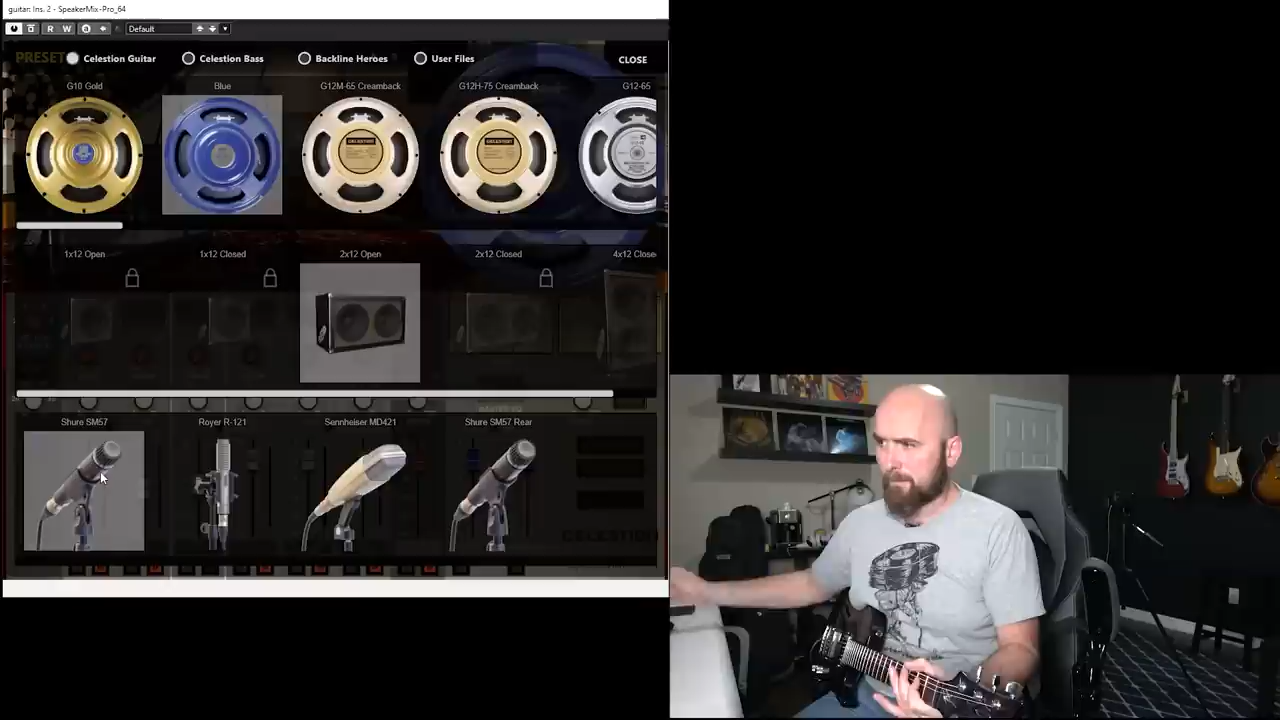 guitar: Ins. 2 - SpeakerMix-Pro_64
R W a Default
PRESET Celestion Guitar Celestion Bass Backline Heroes User Files CLOSE
G10 Gold Blue G12M-65 Creamback G12H-75 Creamback G12-65
1x12 Open 1x12 Closed 2x12 Open 2x12 Closed 4x12 Close
Shure SM57 Royer R-121 Sennheiser MD421 Shure SM57 Rear
CELESTION